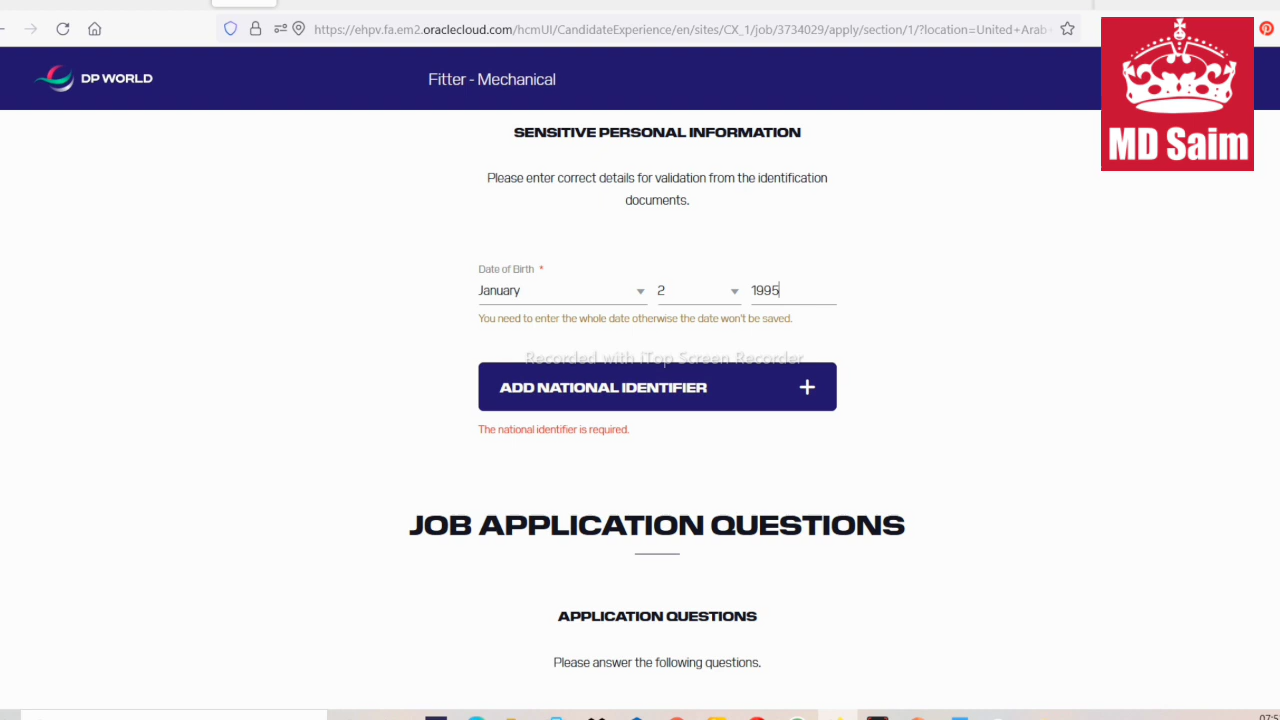 https://ehpv.fa.em2.oraclecloud.com/hcmUI/CandidateExperience/en/sites/CX_1/job/3734029/apply/section/1/?location=United+Arab
DP WORLD
Fitter - Mechanical
MD Saim
SENSITIVE PERSONAL INFORMATION
Please enter correct details for validation from the identification
documents.
Date of Birth *
January 2 1995
You need to enter the whole date otherwise the date won't be saved.
Recorded with iTop Screen Recorder
ADD NATIONAL IDENTIFIER +
The national identifier is required.
JOB APPLICATION QUESTIONS
APPLICATION QUESTIONS
Please answer the following questions.